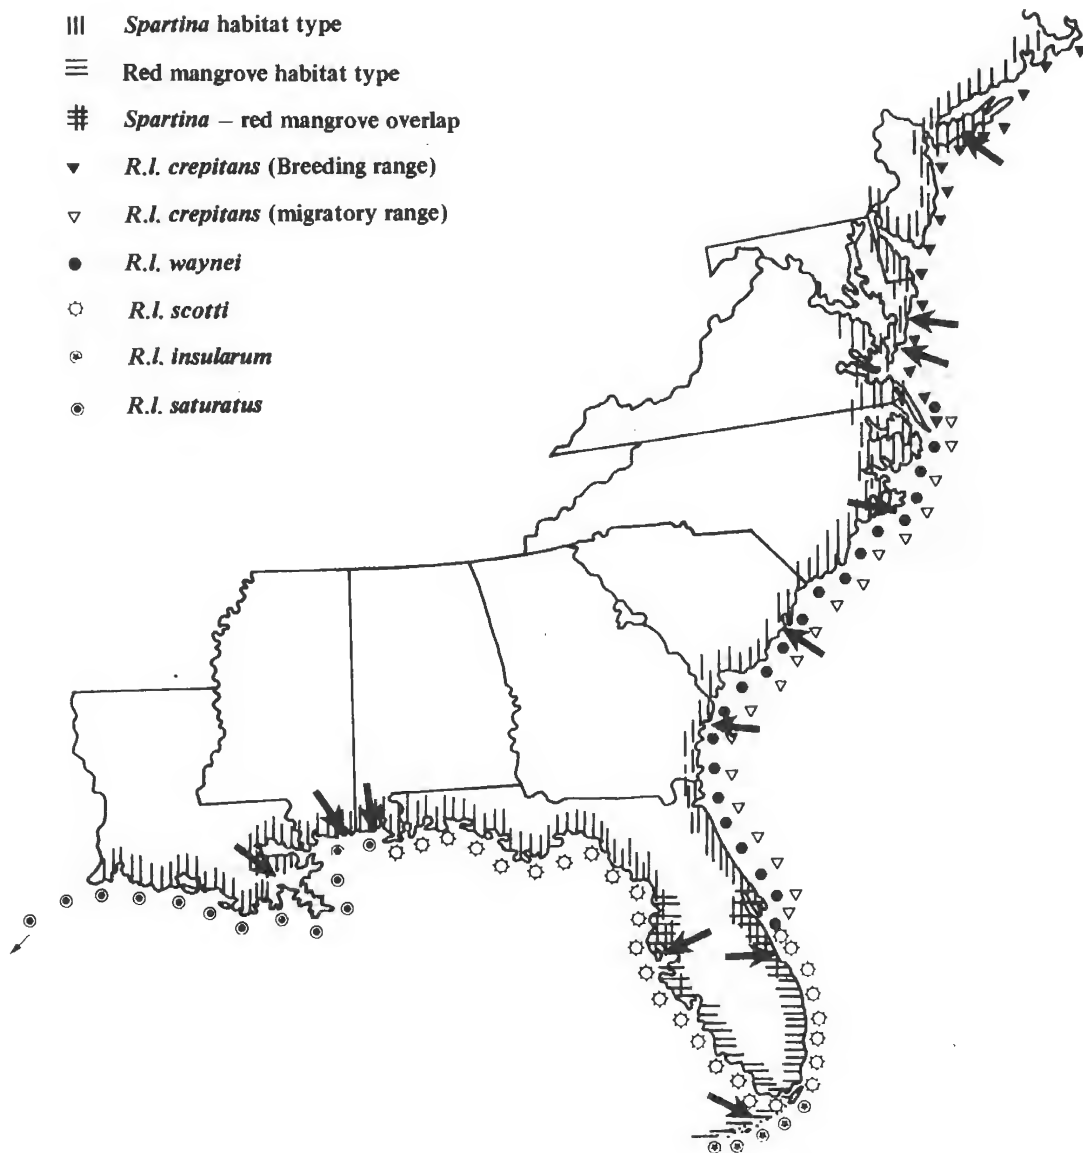 Spartina habitat type
Red mangrove habitat type
Spartina – red mangrove overlap
R.l. crepitans (Breeding range)
R.l. crepitans (migratory range)
R.l. waynei
R.l. scotti
R.l. insularum
R.l. saturatus